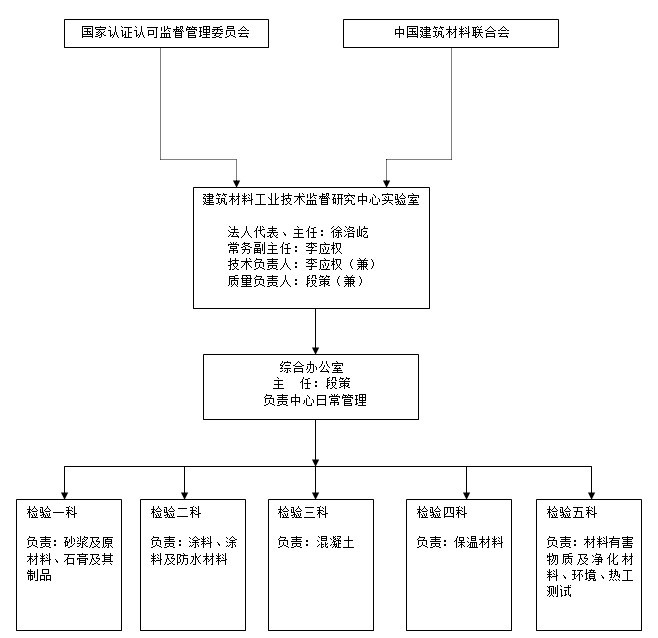 国家认证认可监督管理委员会
中国建筑材料联合会
建筑材料工业技术监督研究中心实验室
法人代表、主任：徐洛屹
常务副主任：李应权
技术负责人：李应权（兼）
质量负责人：段策（兼）
综合办公室
主　任：段策
负责中心日常管理
检验一科
负责：砂浆及原
材料、石膏及其
制品
检验二科
负责：涂料、涂
料及防水材料
检验三科
负责：混凝土
检验四科
负责：保温材料
检验五科
负责：材料有害
物质及净化材
料、环境、热工
测试